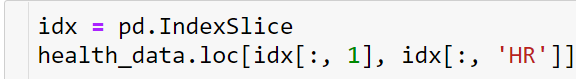 idx = pd.IndexSlice
health_data.loc[idx[:, 1], idx[:, 'HR']]